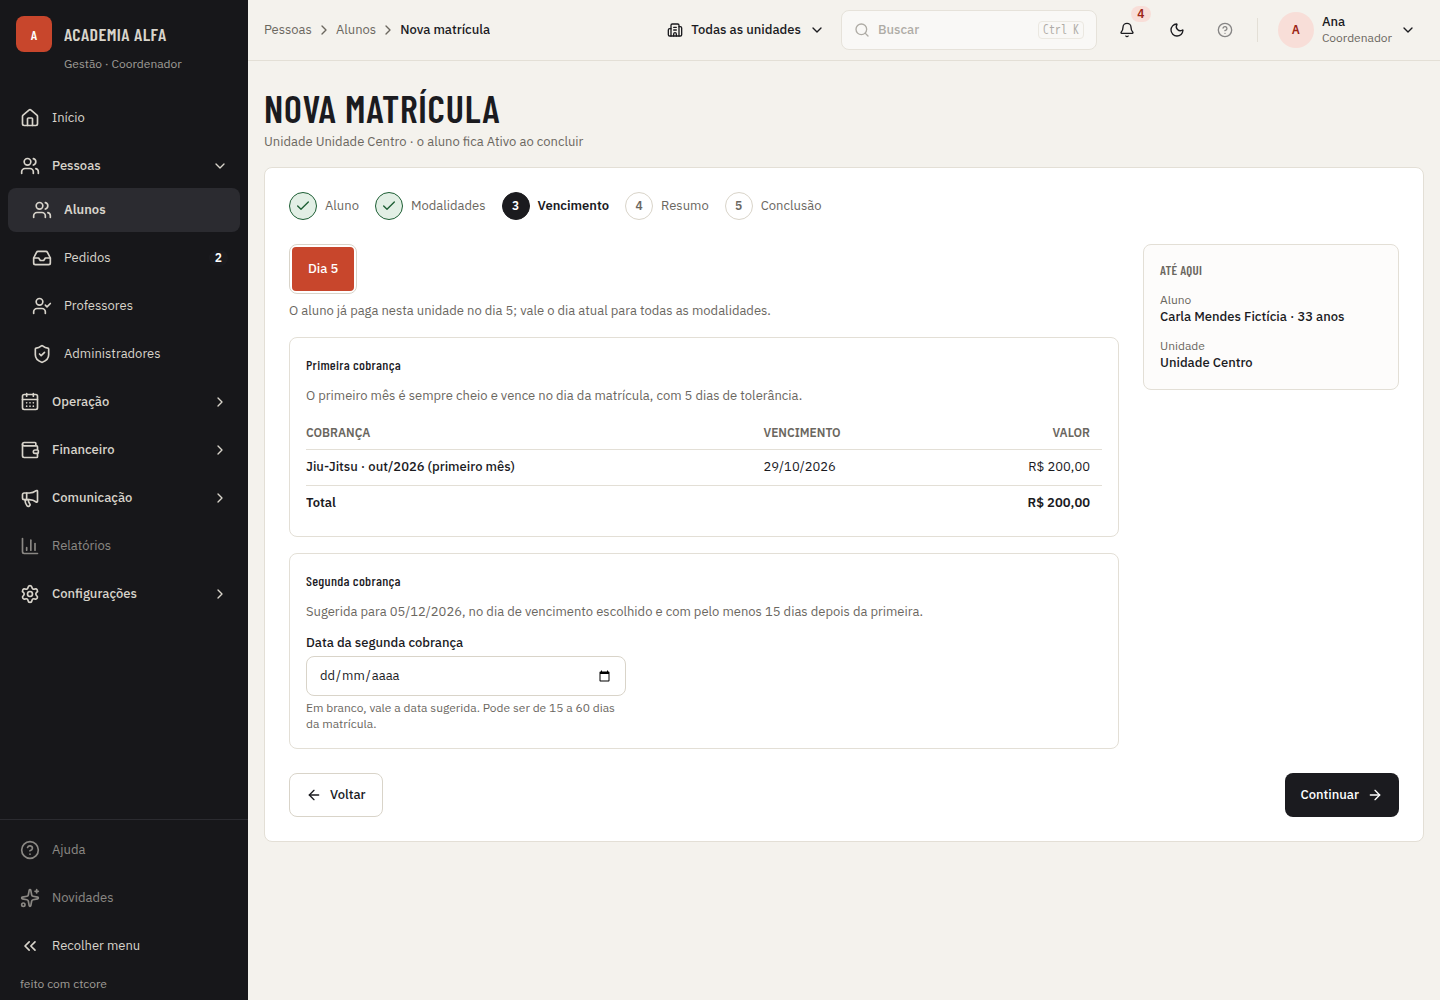 A
ACADEMIA ALFA
Gestão · Coordenador
Início
Pessoas
Alunos
Pedidos 2
Professores
Administradores
Operação
Financeiro
Comunicação
Relatórios
Configurações
Ajuda
Novidades
Recolher menu
feito com ctcore
Pessoas Alunos Nova matrícula
Todas as unidades
Buscar Ctrl K
4
A
Ana
Coordenador
NOVA MATRÍCULA
Unidade Unidade Centro · o aluno fica Ativo ao concluir
Aluno Modalidades 3 Vencimento 4 Resumo 5 Conclusão
Dia 5
O aluno já paga nesta unidade no dia 5; vale o dia atual para todas as modalidades.
Primeira cobrança
O primeiro mês é sempre cheio e vence no dia da matrícula, com 5 dias de tolerância.
COBRANÇA VENCIMENTO VALOR
Jiu-Jitsu · out/2026 (primeiro mês) 29/10/2026 R$ 200,00
Total R$ 200,00
Segunda cobrança
Sugerida para 05/12/2026, no dia de vencimento escolhido e com pelo menos 15 dias depois da primeira.
Data da segunda cobrança
dd/mm/aaaa
Em branco, vale a data sugerida. Pode ser de 15 a 60 dias
da matrícula.
Voltar
Continuar
ATÉ AQUI
Aluno
Carla Mendes Fictícia · 33 anos
Unidade
Unidade Centro